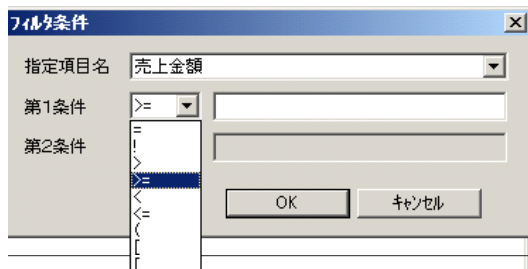 フィルタ条件
指定項目名 売上金額
第1条件 >=
第2条件
=
!
>
>=
<
<=
(
[
OK キャンセル